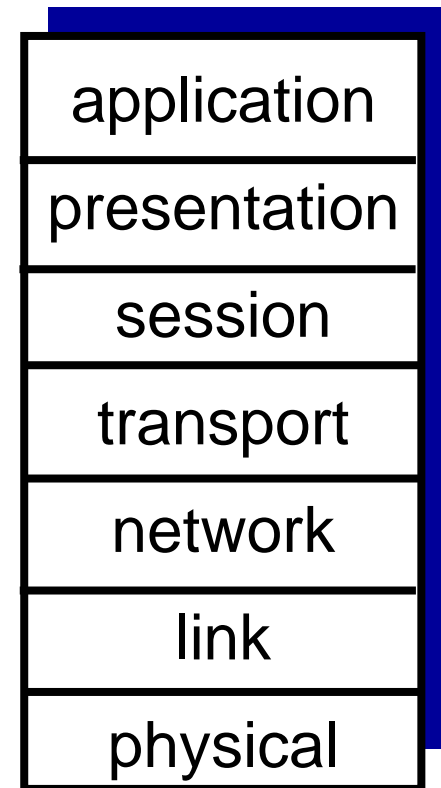 application
presentation
session
transport
network
link
physical